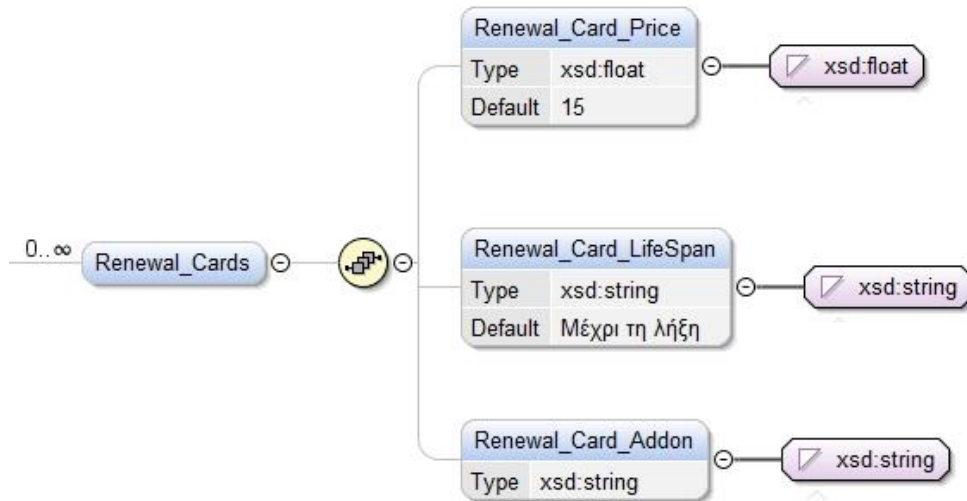 Renewal_Card_Price
Type xsd:float
Default 15
xsd:float
0..∞
Renewal_Cards
Renewal_Card_LifeSpan
Type xsd:string
Default Μέχρι τη λήξη
xsd:string
Renewal_Card_Addon
Type xsd:string
xsd:string